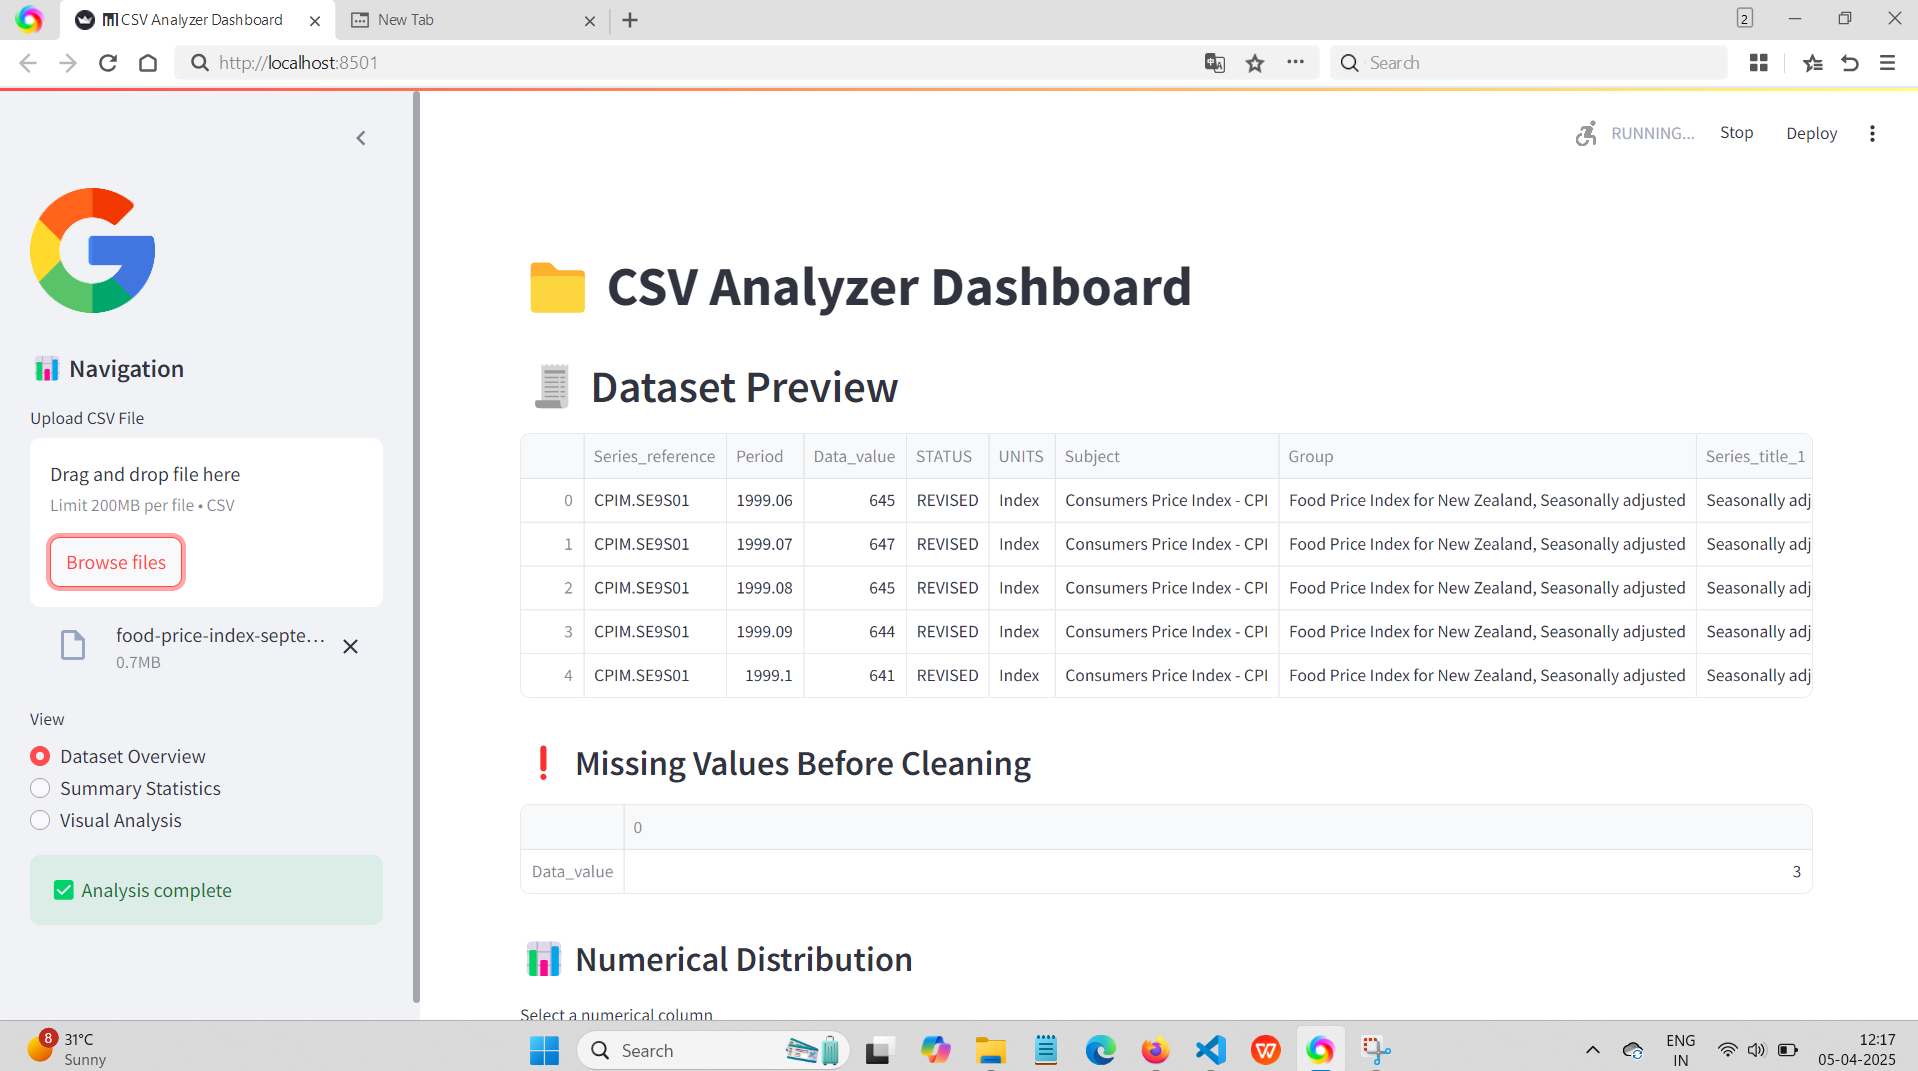 CSV Analyzer Dashboard
New Tab
2
http://localhost:8501
Search
RUNNING...
Stop
Deploy
Navigation
Upload CSV File
Drag and drop file here
Limit 200MB per file • CSV
Browse files
food-price-index-septe...
0.7MB
View
Dataset Overview
Summary Statistics
Visual Analysis
Analysis complete
CSV Analyzer Dashboard
Dataset Preview
Series_reference Period Data_value STATUS UNITS Subject Group Series_title_1
0 CPIM.SE9S01 1999.06 645 REVISED Index Consumers Price Index - CPI Food Price Index for New Zealand, Seasonally adjusted Seasonally adj
1 CPIM.SE9S01 1999.07 647 REVISED Index Consumers Price Index - CPI Food Price Index for New Zealand, Seasonally adjusted Seasonally adj
2 CPIM.SE9S01 1999.08 645 REVISED Index Consumers Price Index - CPI Food Price Index for New Zealand, Seasonally adjusted Seasonally adj
3 CPIM.SE9S01 1999.09 644 REVISED Index Consumers Price Index - CPI Food Price Index for New Zealand, Seasonally adjusted Seasonally adj
4 CPIM.SE9S01 1999.1 641 REVISED Index Consumers Price Index - CPI Food Price Index for New Zealand, Seasonally adjusted Seasonally adj
Missing Values Before Cleaning
0
Data_value 3
Numerical Distribution
Select a numerical column
8
31°C
Sunny
Search
ENG
IN
12:17
05-04-2025